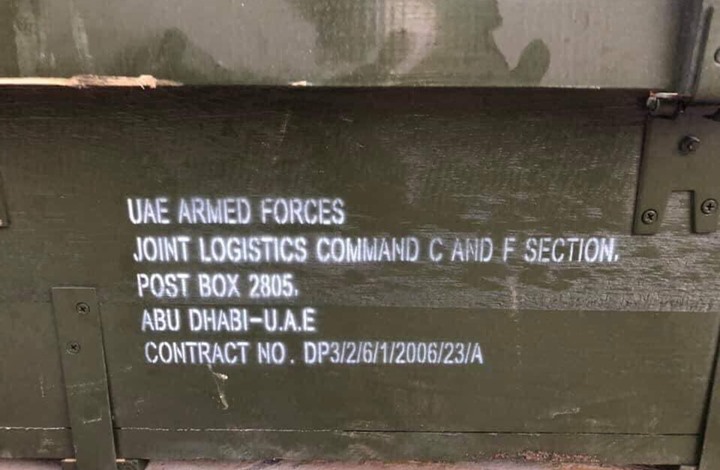 UAE ARMED FORCES
JOINT LOGISTICS COMMAND C AND F SECTION.
POST BOX 2805.
ABU DHABI-U.A.E
CONTRACT NO. DP3/2/6/1/2006/23/A